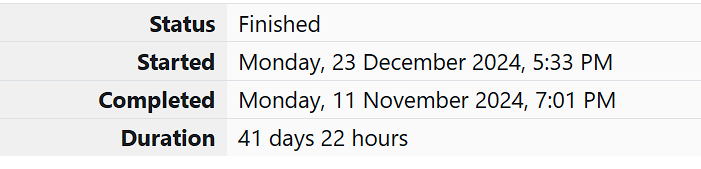 Status Finished
Started Monday, 23 December 2024, 5:33 PM
Completed Monday, 11 November 2024, 7:01 PM
Duration 41 days 22 hours